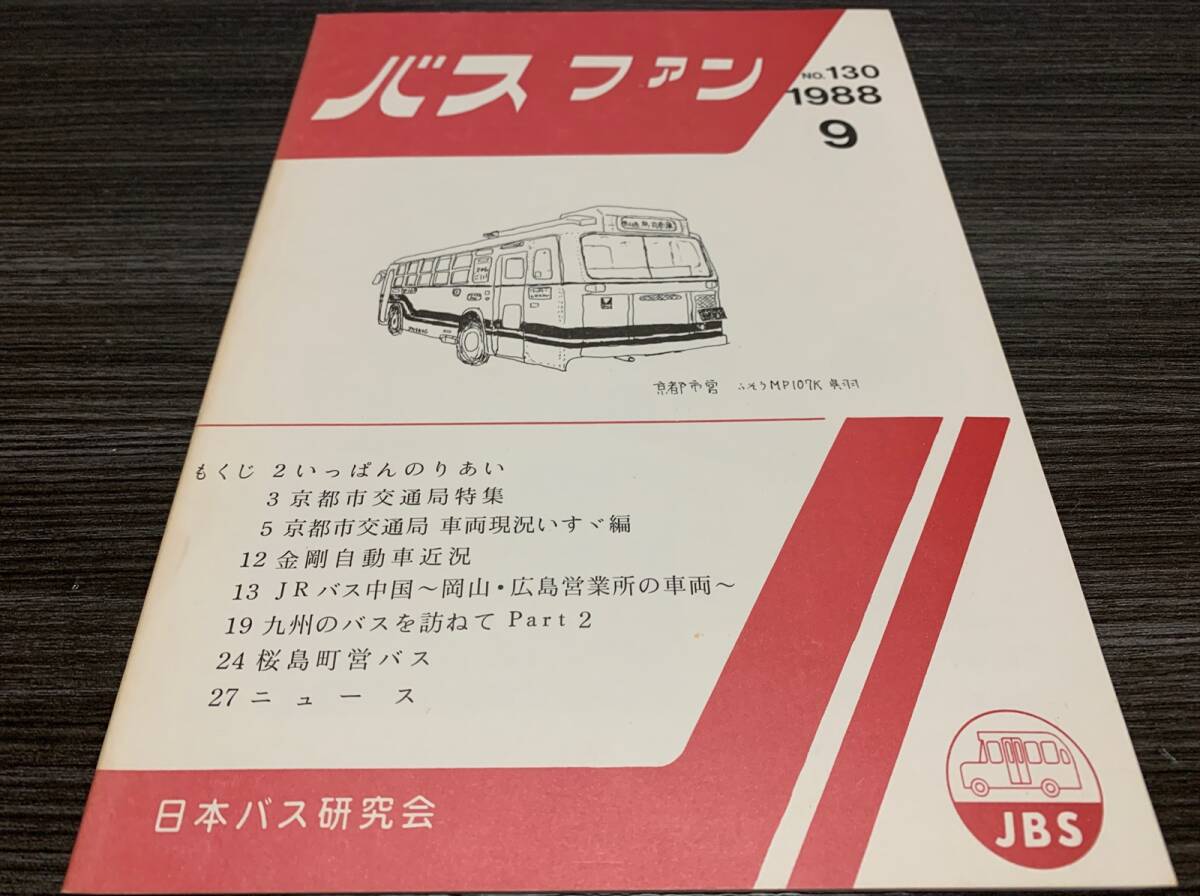 バスファン
NO.130
1988
9
京都市営 ふそうMP107K 呉羽
もくじ 2いっぱんのりあい
3京都市交通局特集
5京都市交通局 車両現況いすゞ編
12金剛自動車近況
13 JRバス中国〜岡山・広島営業所の車両〜
19九州のバスを訪ねて Part 2
24桜島町営バス
27ニュース
日本バス研究会
JBS